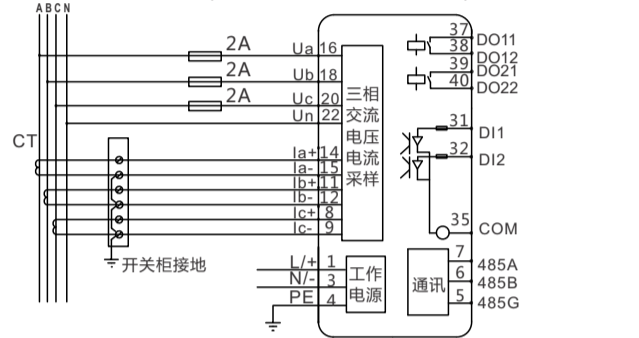 A B C N
2A
Ua 16
2A
Ub 18
2A
Uc 20
Un 22
CT
Ia+ 14
Ia- 15
Ib+ 11
Ib- 12
Ic+ 8
Ic- 9
三相
交流
电压
电流
采样
开关柜接地
L/+ 1
N/- 3
PE 4
工作
电源
37 DO11
38 DO12
39 DO21
40 DO22
31 DI1
32 DI2
35 COM
通讯
7 485A
6 485B
5 485G